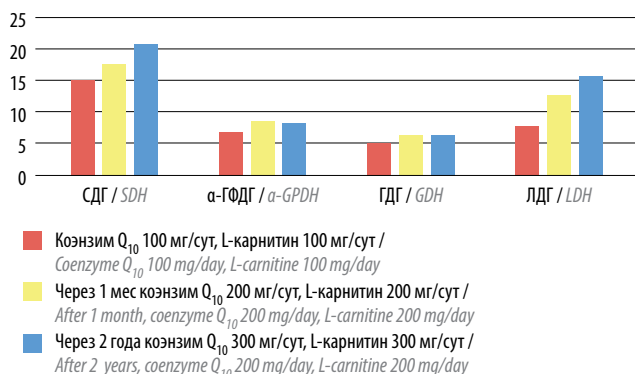 25
20
15
10
5
0
СДГ / SDH α-ГФДГ / α-GPDH ГДГ / GDH ЛДГ / LDH
Коэнзим Q10 100 мг/сут, L-карнитин 100 мг/сут /
Coenzyme Q10 100 mg/day, L-carnitine 100 mg/day
Через 1 мес коэнзим Q10 200 мг/сут, L-карнитин 200 мг/сут /
After 1 month, coenzyme Q10 200 mg/day, L-carnitine 200 mg/day
Через 2 года коэнзим Q10 300 мг/сут, L-карнитин 300 мг/сут /
After 2 years, coenzyme Q10 200 mg/day, L-carnitine 200 mg/day